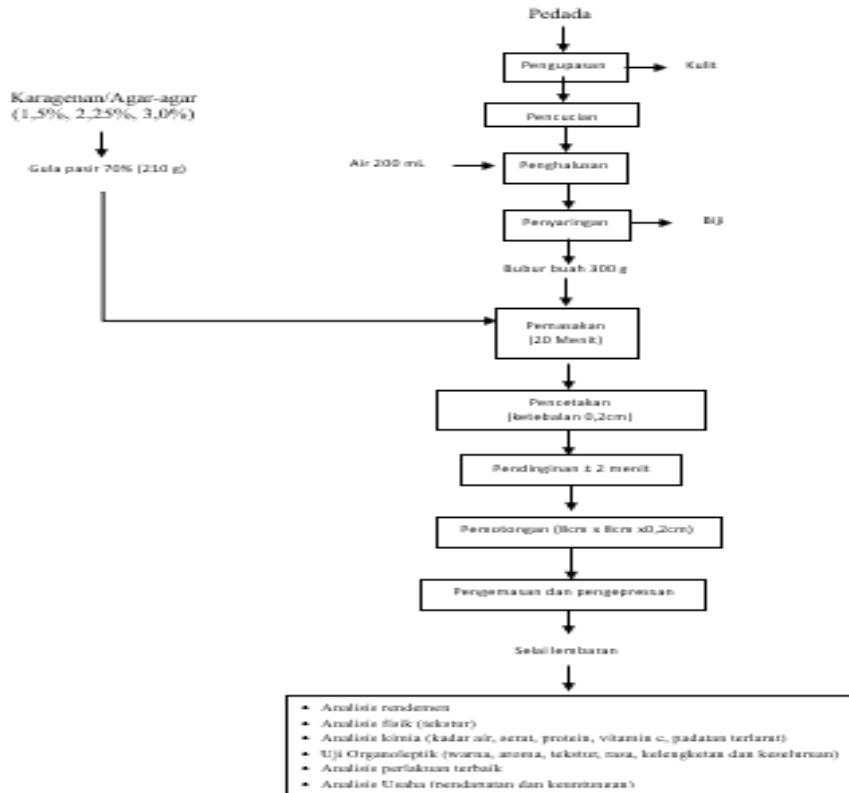 Pedada
Pengupasan
Kulit
Karagenan/Agar-agar
(1,5%, 2,25%, 3,0%)
Pencucian
Gula pasir 70% (210 g)
Air 200 mL
Penghalusan
Penyaringan
Biji
Bubur buah 300 g
Pemasakan
(20 Menit)
Pencetakan
(ketebalan 0,2cm)
Pendinginan ± 2 menit
Pemotongan (8cm x 8cm x0,2cm)
Pengemasan dan pengepressan
Selai lembaran
• Analisis rendemen
• Analisis fisik (tekstur)
• Analisis kimia (kadar air, serat, protein, vitamin c, padatan terlarut)
• Uji Organoleptik (warna, aroma, tekstur, rasa, kelengketan dan keseluruan)
• Analisis perlakuan terbaik
• Analisis Usaha (pendapatan dan keuntungan)